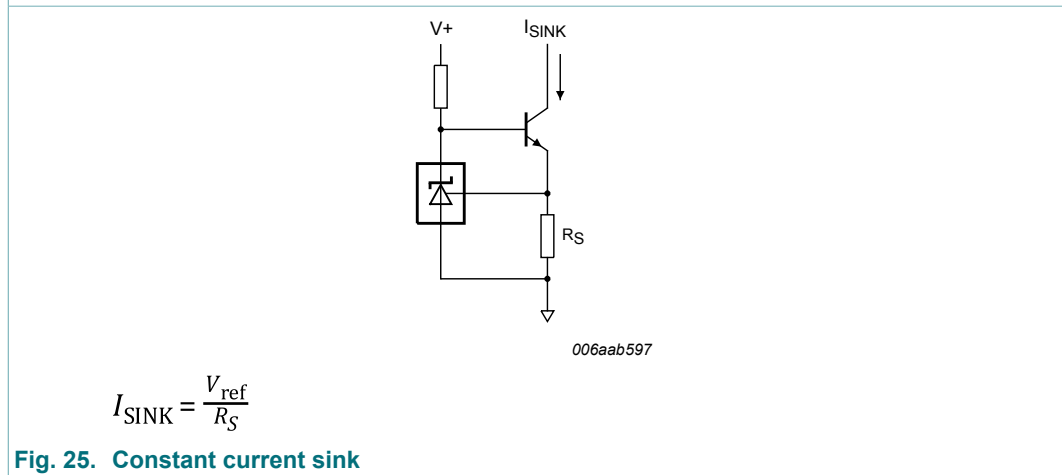 V+
ISINK
RS
006aab597
ISINK = Vref / RS
Fig. 25. Constant current sink